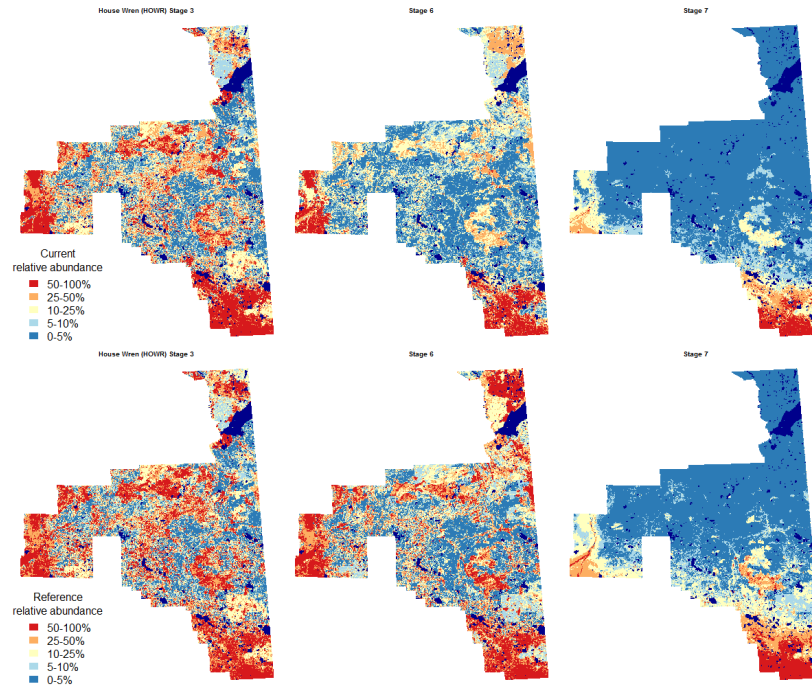 House Wren (HOWR) Stage 3
Stage 6
Stage 7
Current
relative abundance
50-100%
25-50%
10-25%
5-10%
0-5%
House Wren (HOWR) Stage 3
Stage 6
Stage 7
Reference
relative abundance
50-100%
25-50%
10-25%
5-10%
0-5%